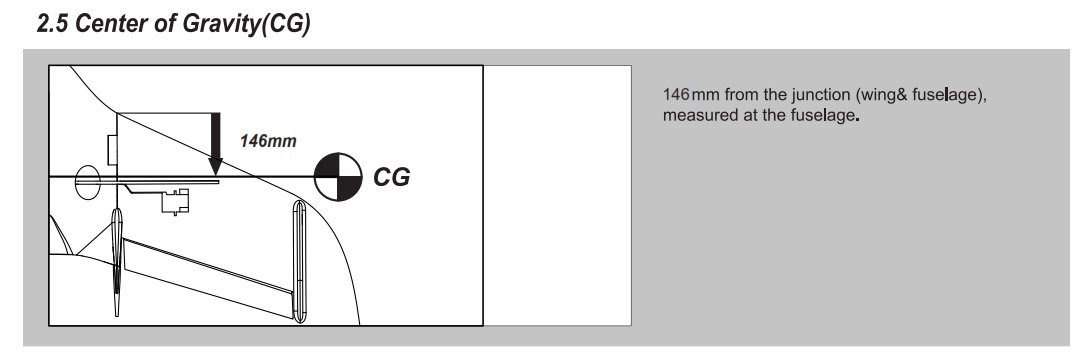 2.5 Center of Gravity(CG)
146mm
CG
146mm from the junction (wing& fuselage),
measured at the fuselage.